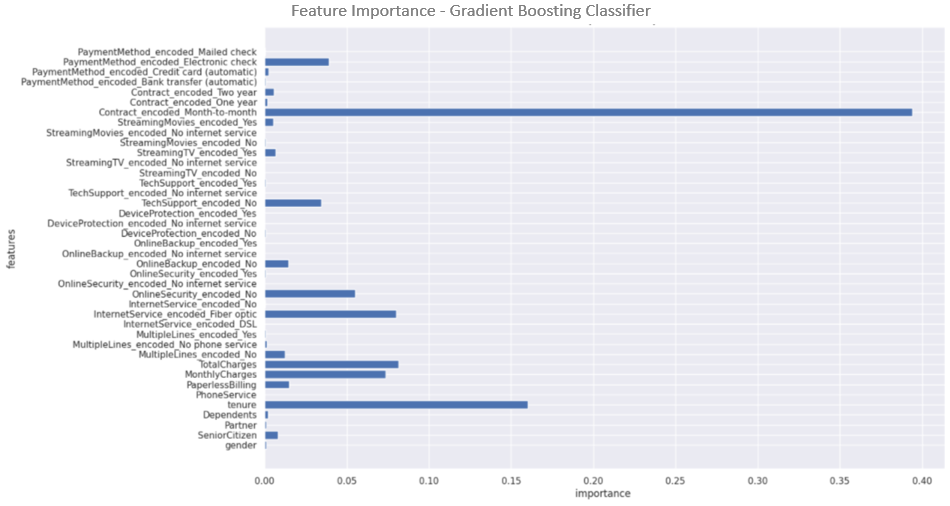 Feature Importance - Gradient Boosting Classifier
PaymentMethod_encoded_Mailed check
PaymentMethod_encoded_Electronic check
PaymentMethod_encoded_Credit card (automatic)
PaymentMethod_encoded_Bank transfer (automatic)
Contract_encoded_Two year
Contract_encoded_One year
Contract_encoded_Month-to-month
StreamingMovies_encoded_Yes
StreamingMovies_encoded_No internet service
StreamingMovies_encoded_No
StreamingTV_encoded_Yes
StreamingTV_encoded_No internet service
StreamingTV_encoded_No
TechSupport_encoded_Yes
TechSupport_encoded_No internet service
TechSupport_encoded_No
DeviceProtection_encoded_Yes
DeviceProtection_encoded_No internet service
DeviceProtection_encoded_No
OnlineBackup_encoded_Yes
OnlineBackup_encoded_No internet service
OnlineBackup_encoded_No
OnlineSecurity_encoded_Yes
OnlineSecurity_encoded_No internet service
OnlineSecurity_encoded_No
InternetService_encoded_No
InternetService_encoded_Fiber optic
InternetService_encoded_DSL
MultipleLines_encoded_Yes
MultipleLines_encoded_No phone service
MultipleLines_encoded_No
TotalCharges
MonthlyCharges
PaperlessBilling
PhoneService
tenure
Dependents
Partner
SeniorCitizen
gender
features
0.00 0.05 0.10 0.15 0.20 0.25 0.30 0.35 0.40
importance